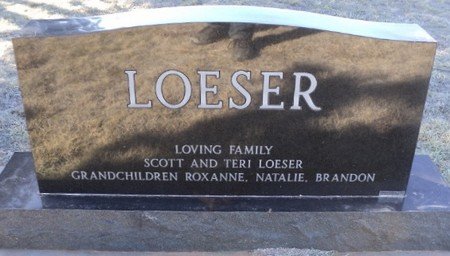 LOESER
LOVING FAMILY
SCOTT AND TERI LOESER
GRANDCHILDREN ROXANNE, NATALIE, BRANDON